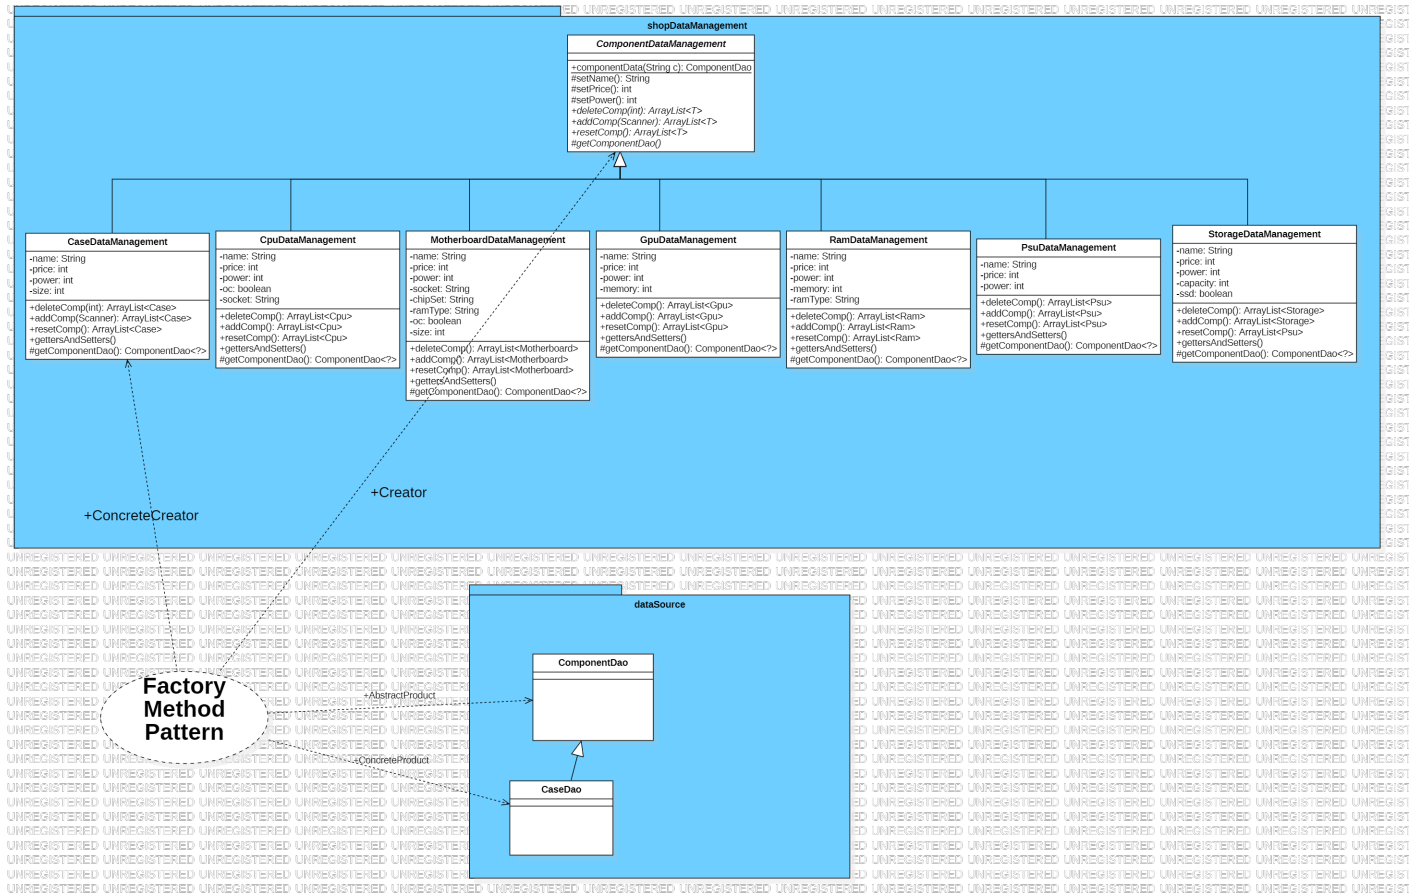 shopDataManagement
ComponentDataManagement
+componentData(String c): ComponentDao
#setName(): String
#setPrice(): int
#setPower(): int
+deleteComp(int): ArrayList<T>
+addComp(Scanner): ArrayList<T>
+resetComp(): ArrayList<T>
#getComponentDao()
CaseDataManagement
-name: String
-price: int
-power: int
-size: int
+deleteComp(int): ArrayList<Case>
+addComp(Scanner): ArrayList<Case>
+resetComp(): ArrayList<Case>
+gettersAndSetters()
#getComponentDao(): ComponentDao<?>
CpuDataManagement
-name: String
-price: int
-power: int
-oc: boolean
-socket: String
+deleteComp(): ArrayList<Cpu>
+addComp(): ArrayList<Cpu>
+resetComp(): ArrayList<Cpu>
+gettersAndSetters()
#getComponentDao(): ComponentDao<?>
MotherboardDataManagement
-name: String
-price: int
-power: int
-socket: String
-chipSet: String
-ramType: String
-oc: boolean
-size: int
+deleteComp(): ArrayList<Motherboard>
+addComp(): ArrayList<Motherboard>
+resetComp(): ArrayList<Motherboard>
+gettersAndSetters()
#getComponentDao(): ComponentDao<?>
GpuDataManagement
-name: String
-price: int
-power: int
-memory: int
+deleteComp(): ArrayList<Gpu>
+addComp(): ArrayList<Gpu>
+resetComp(): ArrayList<Gpu>
+gettersAndSetters()
#getComponentDao(): ComponentDao<?>
RamDataManagement
-name: String
-price: int
-power: int
-memory: int
-ramType: String
+deleteComp(): ArrayList<Ram>
+addComp(): ArrayList<Ram>
+resetComp(): ArrayList<Ram>
+gettersAndSetters()
#getComponentDao(): ComponentDao<?>
PsuDataManagement
-name: String
-price: int
-power: int
+deleteComp(): ArrayList<Psu>
+addComp(): ArrayList<Psu>
+resetComp(): ArrayList<Psu>
+gettersAndSetters()
#getComponentDao(): ComponentDao<?>
StorageDataManagement
-name: String
-price: int
-power: int
-capacity: int
-ssd: boolean
+deleteComp(): ArrayList<Storage>
+addComp(): ArrayList<Storage>
+resetComp(): ArrayList<Psu>
+gettersAndSetters()
#getComponentDao(): ComponentDao<?>
+Creator
+ConcreteCreator
dataSource
ComponentDao
Factory
Method
Pattern
+AbstractProduct
+ConcreteProduct
CaseDao